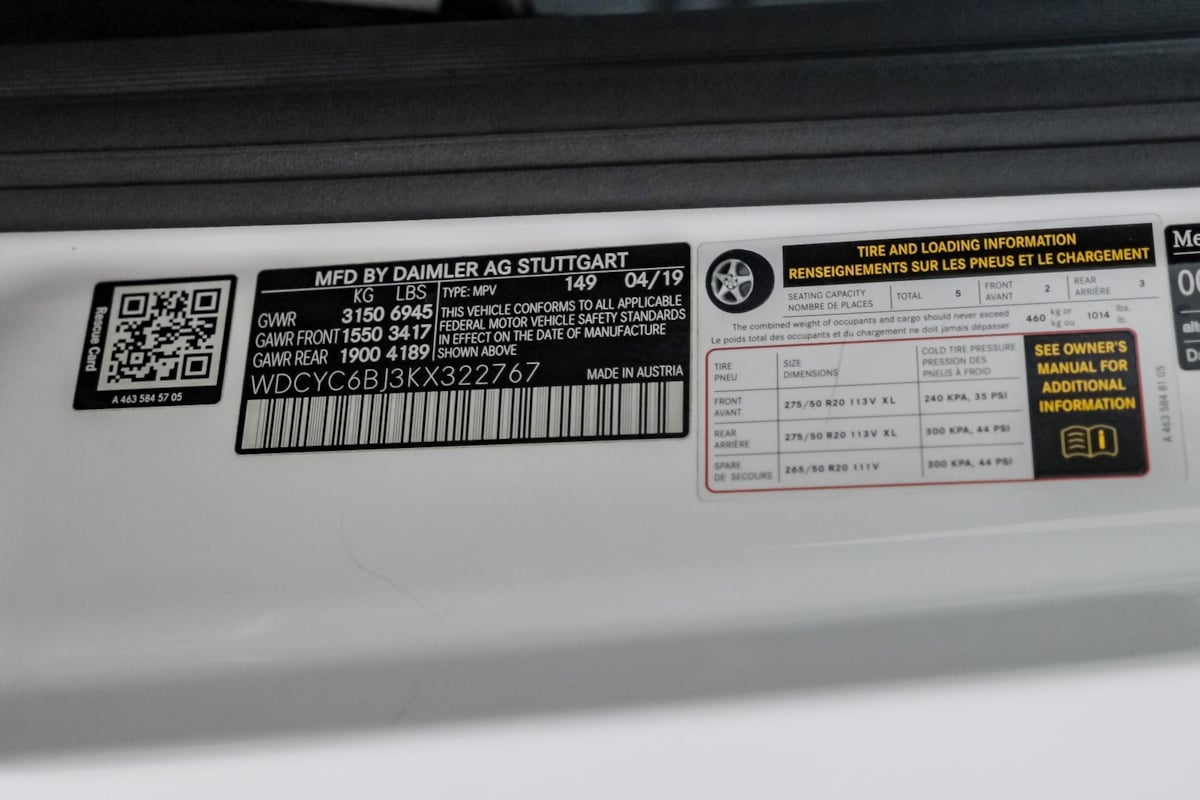 Rescue Card
A 463 584 57 05
MFD BY DAIMLER AG STUTTGART
KG LBS TYPE: MPV 149 04/19
GWWR 3150 6945 THIS VEHICLE CONFORMS TO ALL APPLICABLE
GAWR FRONT 1550 3417 FEDERAL MOTOR VEHICLE SAFETY STANDARDS
GAWR REAR 1900 4189 IN EFFECT ON THE DATE OF MANUFACTURE
SHOWN ABOVE
WDCYC6BJ3KX322767 MADE IN AUSTRIA
TIRE AND LOADING INFORMATION
RENSEIGNEMENTS SUR LES PNEUS ET LE CHARGEMENT
SEATING CAPACITY TOTAL 5 FRONT 2 REAR 3
NOMBRE DE PLACES AVANT ARRIÈRE
The combined weight of occupants and cargo should never exceed 460 kg or 1014 lbs.
Le poids total des occupants et du chargement ne doit jamais dépasser kg ou lb.
TIRE SIZE COLD TIRE PRESSURE
PNEU DIMENSIONS PRESSION DES
PNEUS À FROID
FRONT 275/50 R20 113V XL 240 KPA, 35 PSI
AVANT
REAR 275/50 R20 113V XL 300 KPA, 44 PSI
ARRIÈRE
SPARE 265/50 R20 111V 300 KPA, 44 PSI
DE SECOURS
SEE OWNER'S
MANUAL FOR
ADDITIONAL
INFORMATION
A 463 584 81 05